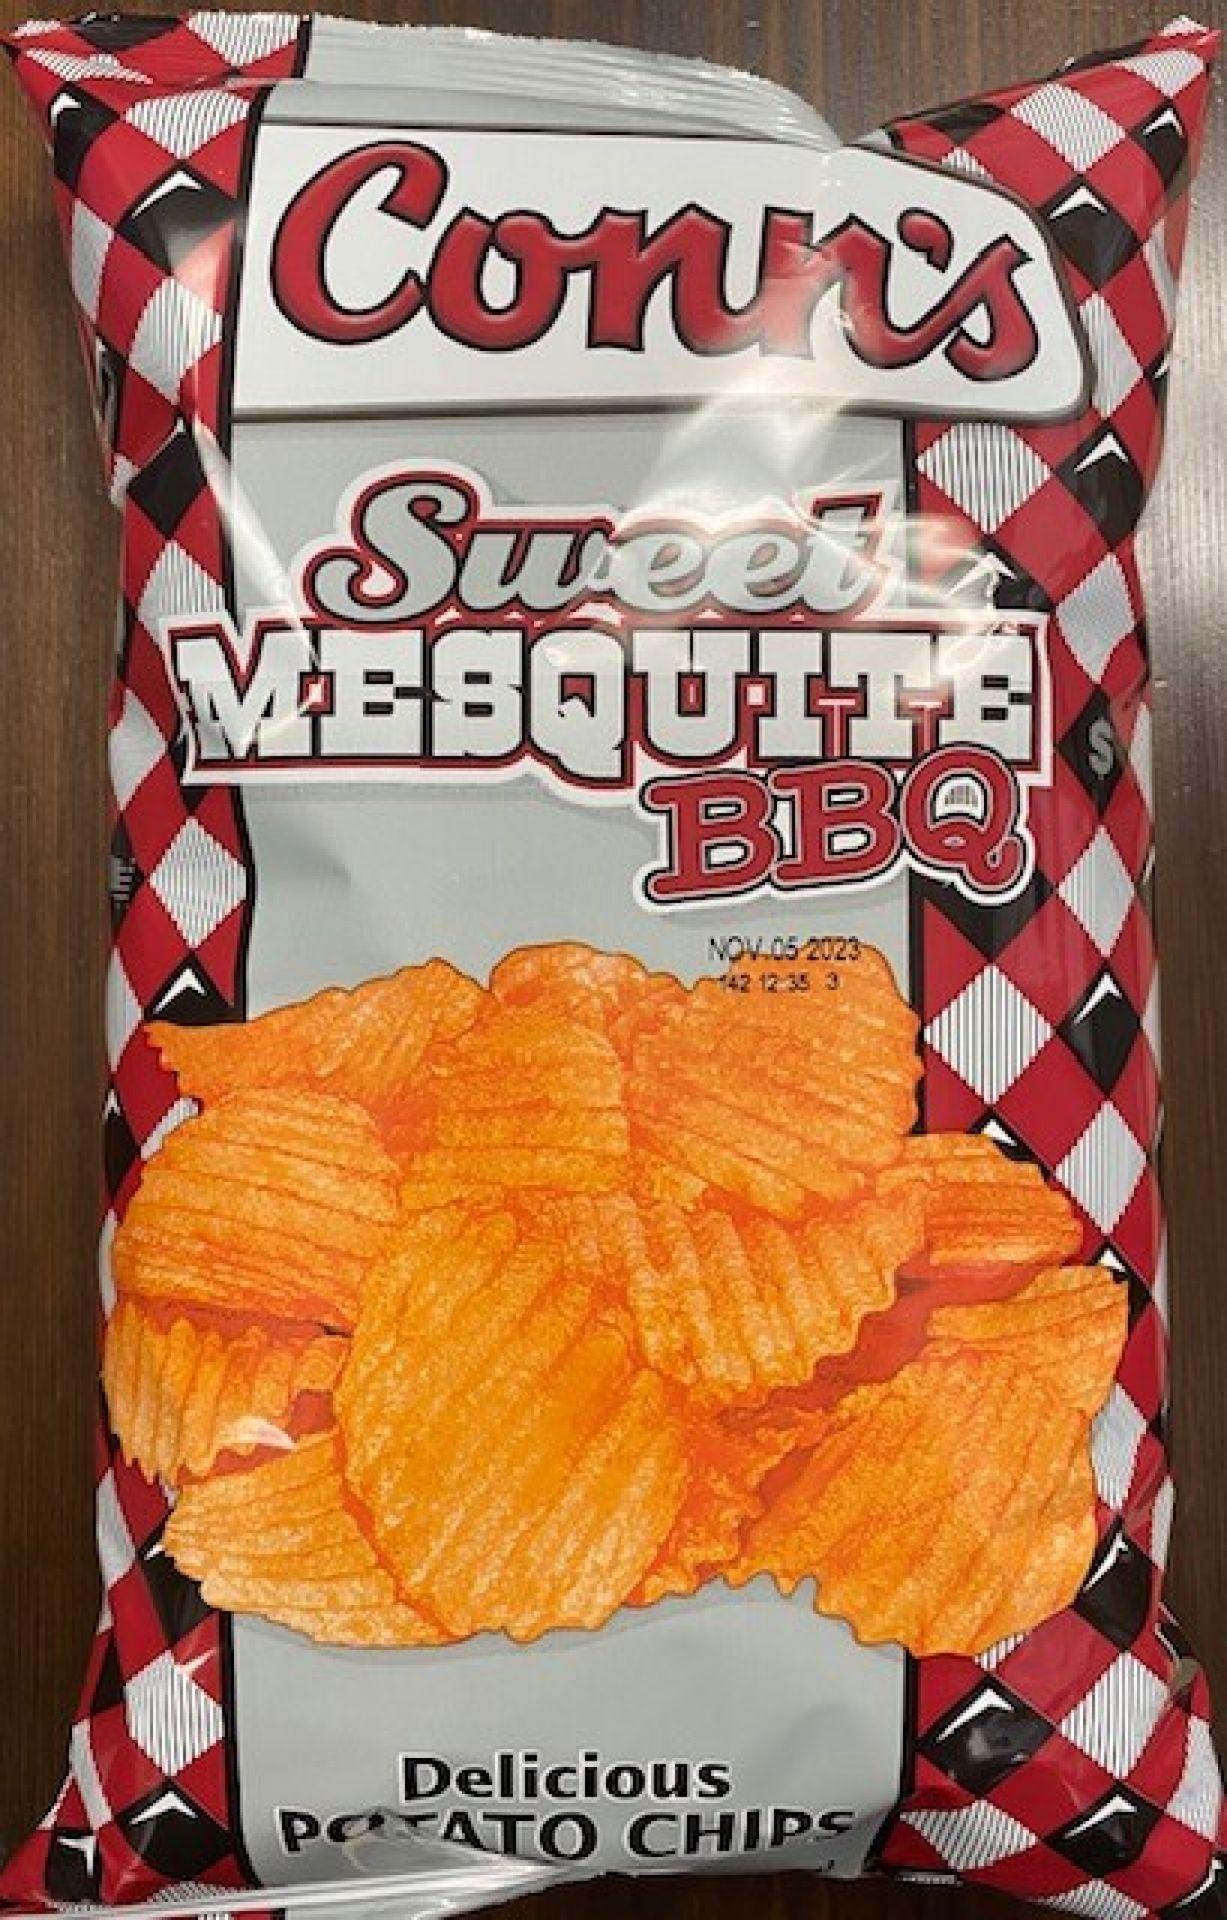 Conn's
Sweet
MESQUITE
BBQ
NOV.05 2023
142 12:35 3
Delicious
POTATO CHIPS